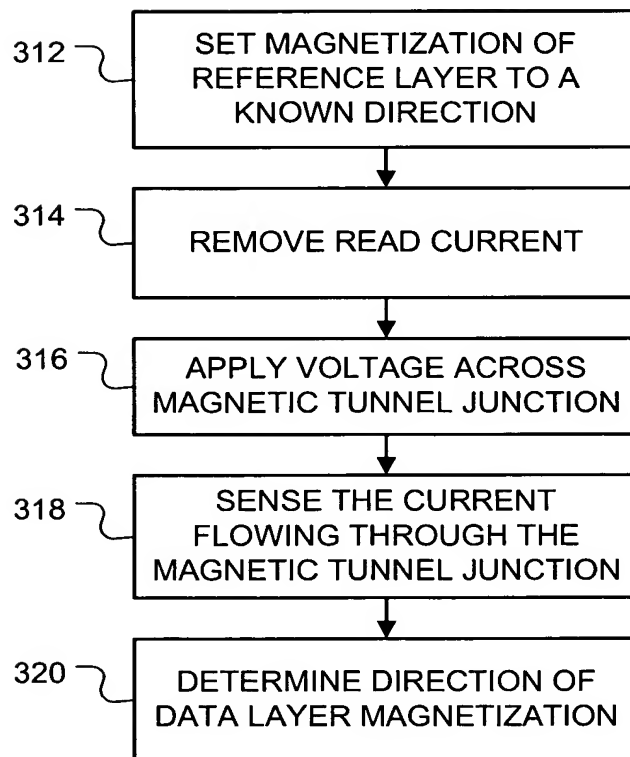 312
SET MAGNETIZATION OF
REFERENCE LAYER TO A
KNOWN DIRECTION
314
REMOVE READ CURRENT
316
APPLY VOLTAGE ACROSS
MAGNETIC TUNNEL JUNCTION
318
SENSE THE CURRENT
FLOWING THROUGH THE
MAGNETIC TUNNEL JUNCTION
320
DETERMINE DIRECTION OF
DATA LAYER MAGNETIZATION